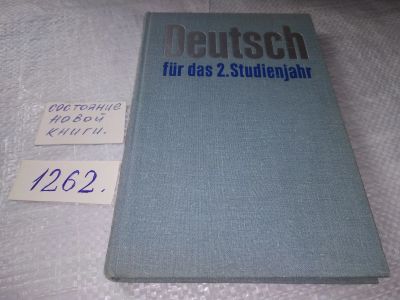 Deutsch
für das 2. Studienjahr
состояние
новой
книги.
1262.